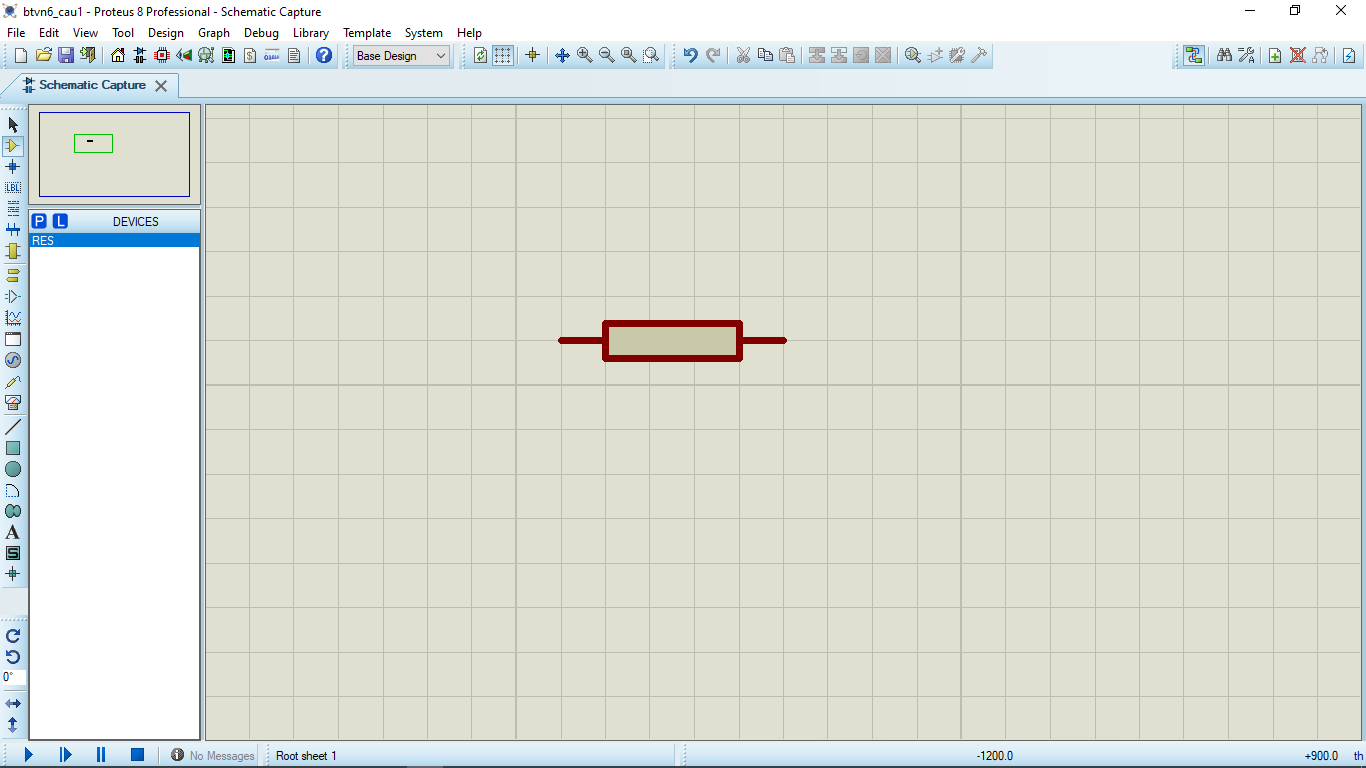 btvn6_cau1 - Proteus 8 Professional - Schematic Capture
File Edit View Tool Design Graph Debug Library Template System Help
Base Design
Schematic Capture
LBL
P L DEVICES
RES
A
S
0°
No Messages
Root sheet 1
-1200.0
+900.0
th